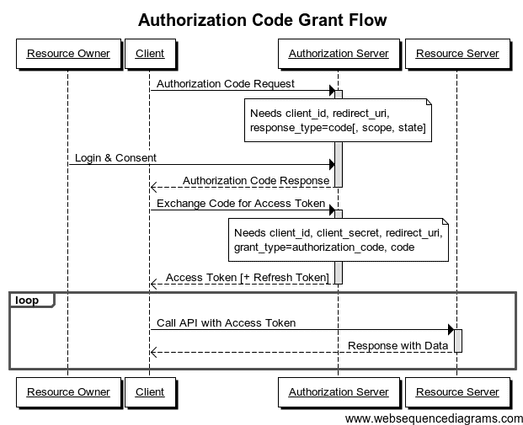 Authorization Code Grant Flow
Resource Owner
Client
Authorization Server
Resource Server
Authorization Code Request
Needs client_id, redirect_uri,
response_type=code[, scope, state]
Login & Consent
Authorization Code Response
Exchange Code for Access Token
Needs client_id, client_secret, redirect_uri,
grant_type=authorization_code, code
Access Token [+ Refresh Token]
loop
Call API with Access Token
Response with Data
Resource Owner
Client
Authorization Server
Resource Server
www.websequencediagrams.com